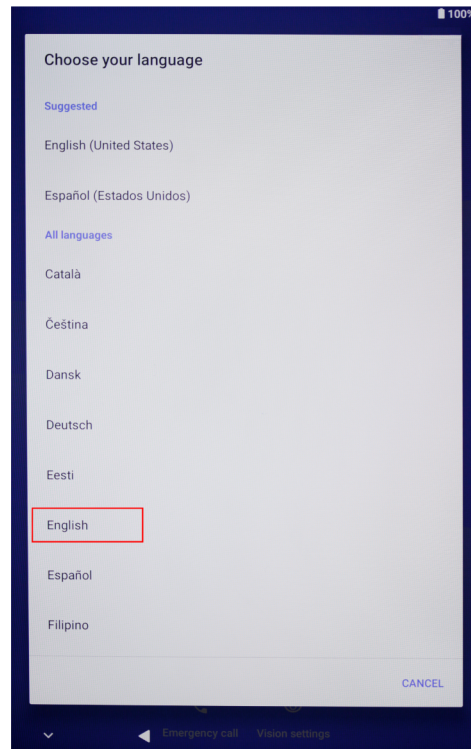 100%
Choose your language
Suggested
English (United States)
Español (Estados Unidos)
All languages
Català
Čeština
Dansk
Deutsch
Eesti
English
Español
Filipino
CANCEL
Emergency call Vision settings